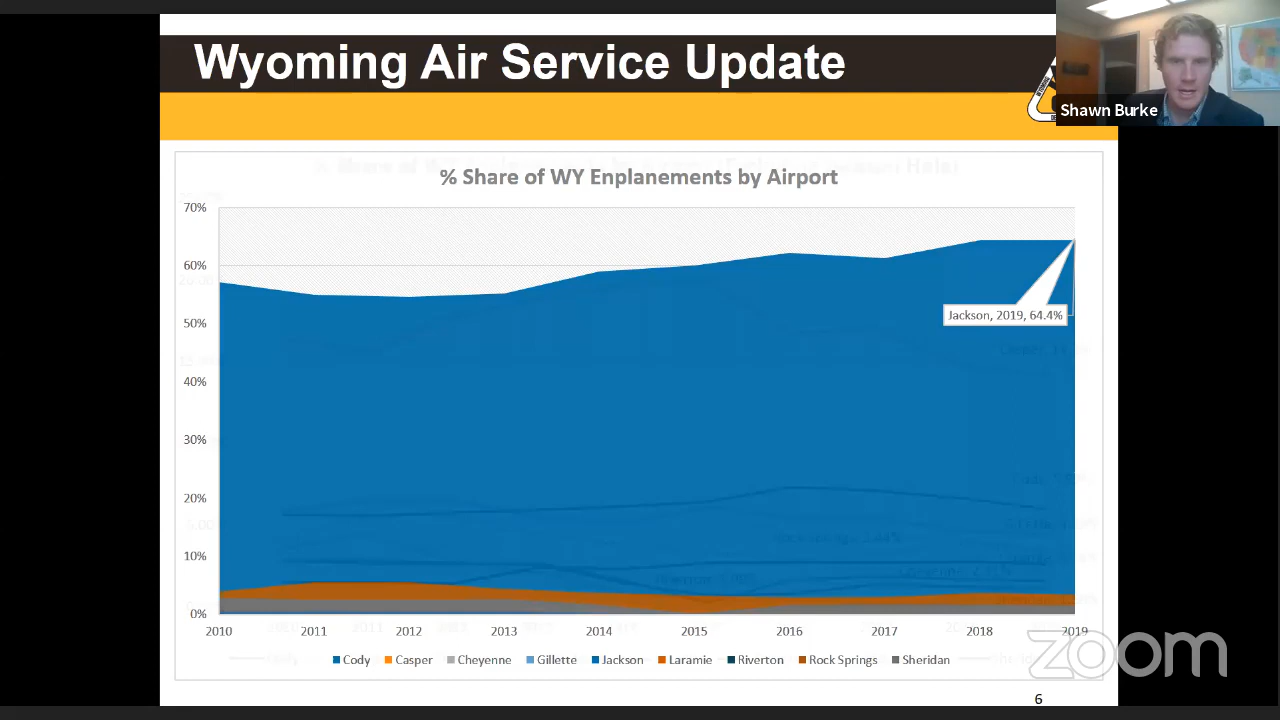 Wyoming Air Service Update
Shawn Burke
% Share of WY Enplanements by Airport
70%
60%
50%
40%
30%
20%
10%
0%
Jackson, 2019, 64.4%
2010 2011 2012 2013 2014 2015 2016 2017 2018 2019
Cody Casper Cheyenne Gillette Jackson Laramie Riverton Rock Springs Sheridan
zoom
6